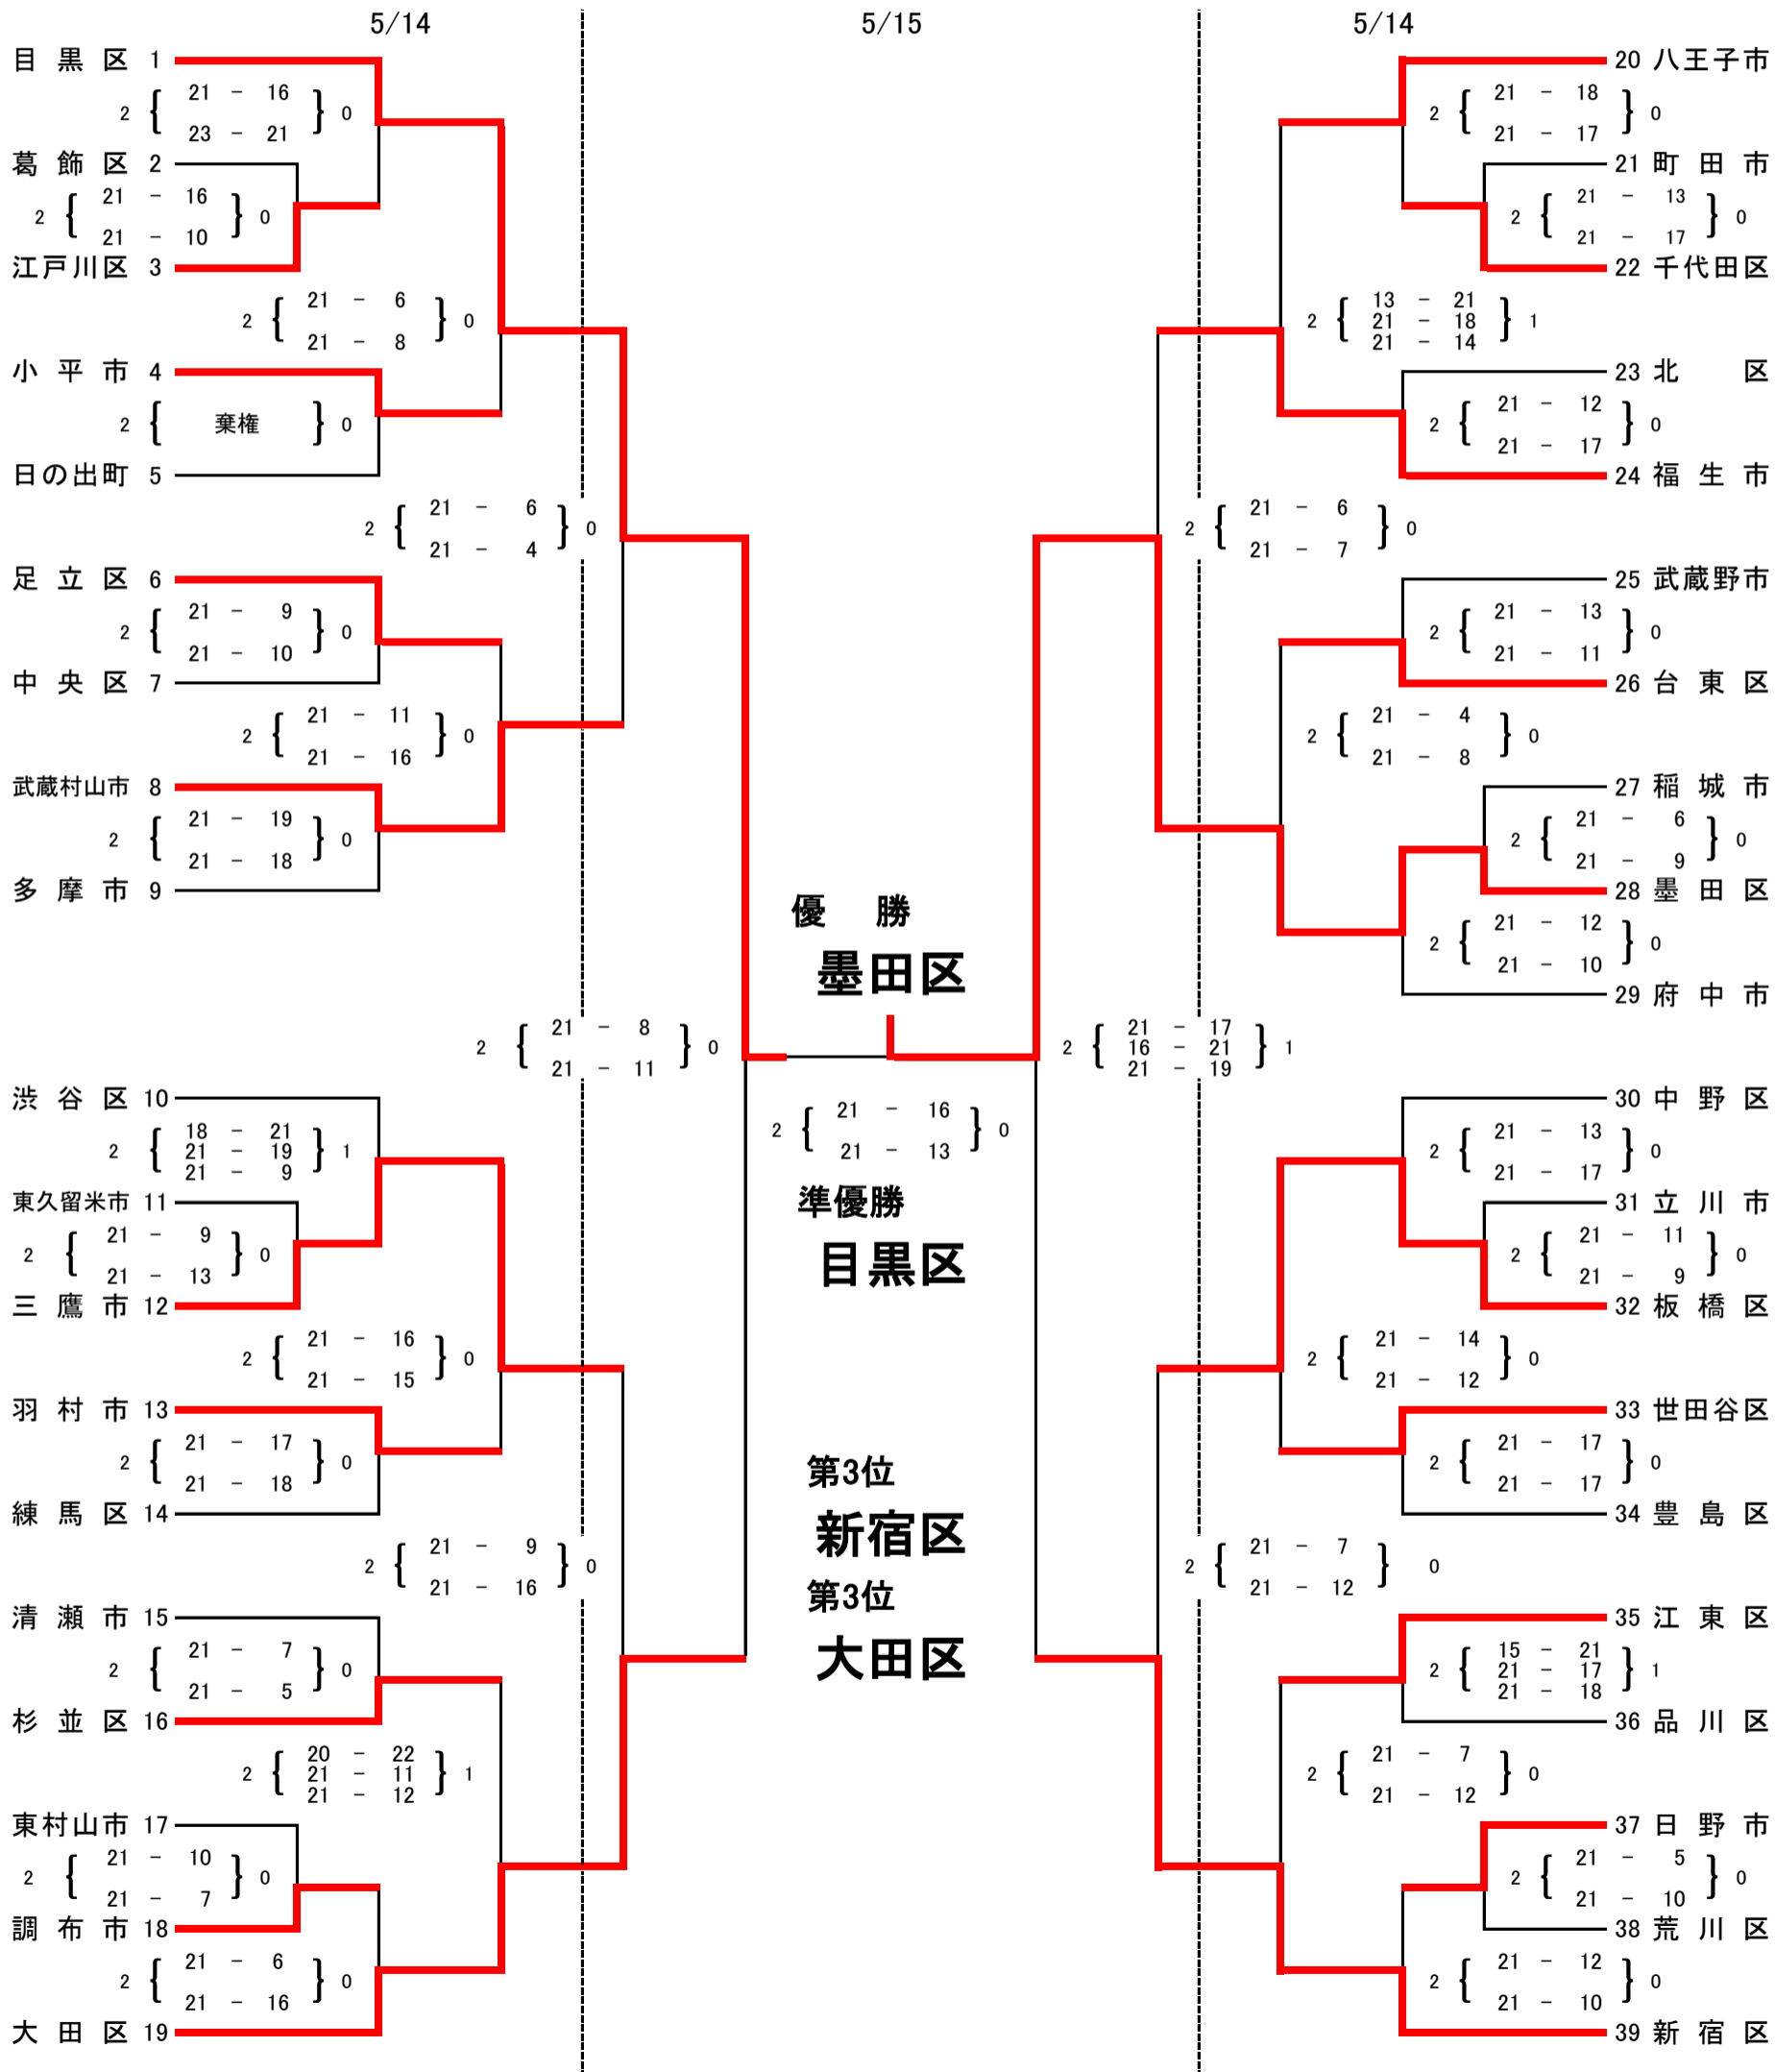 5/14
目黒区 1
2 { 21 － 16 } 0
23 － 21
葛飾区 2
2 { 21 － 16 } 0
21 － 10
江戸川区 3
2 { 21 － 6 } 0
21 － 8
小平市 4
2 { 棄権 } 0
日の出町 5
2 { 21 － 6 } 0
21 － 4
足立区 6
2 { 21 － 9 } 0
21 － 10
中央区 7
2 { 21 － 11 } 0
21 － 16
武蔵村山市 8
2 { 21 － 19 } 0
21 － 18
多摩市 9
2 { 21 － 8 } 0
21 － 11
渋谷区 10
2 { 18 － 21 } 1
21 － 19
21 － 9
東久留米市 11
2 { 21 － 9 } 0
21 － 13
三鷹市 12
2 { 21 － 16 } 0
21 － 15
羽村市 13
2 { 21 － 17 } 0
21 － 18
練馬区 14
2 { 21 － 9 } 0
21 － 16
清瀬市 15
2 { 21 － 7 } 0
21 － 5
杉並区 16
2 { 20 － 22 } 1
21 － 11
21 － 12
東村山市 17
2 { 21 － 10 } 0
21 － 7
調布市 18
2 { 21 － 6 } 0
21 － 16
大田区 19
5/15
優勝
墨田区
2 { 21 － 16 } 0
21 － 13
準優勝
目黒区
第3位
新宿区
第3位
大田区
5/14
20 八王子市
2 { 21 － 18 } 0
21 － 17
21 町田市
2 { 21 － 13 } 0
21 － 17
22 千代田区
2 { 13 － 21 } 1
21 － 18
21 － 14
23 北区
2 { 21 － 12 } 0
21 － 17
24 福生市
2 { 21 － 6 } 0
21 － 7
25 武蔵野市
2 { 21 － 13 } 0
21 － 11
26 台東区
2 { 21 － 4 } 0
21 － 8
27 稲城市
2 { 21 － 6 } 0
21 － 9
28 墨田区
2 { 21 － 12 } 0
21 － 10
29 府中市
2 { 21 － 17 } 1
16 － 21
21 － 19
30 中野区
2 { 21 － 13 } 0
21 － 17
31 立川市
2 { 21 － 11 } 0
21 － 9
32 板橋区
2 { 21 － 14 } 0
21 － 12
33 世田谷区
2 { 21 － 17 } 0
21 － 17
34 豊島区
2 { 21 － 7 } 0
21 － 12
35 江東区
2 { 15 － 21 } 1
21 － 17
21 － 18
36 品川区
2 { 21 － 7 } 0
21 － 12
37 日野市
2 { 21 － 5 } 0
21 － 10
38 荒川区
2 { 21 － 12 } 0
21 － 10
39 新宿区